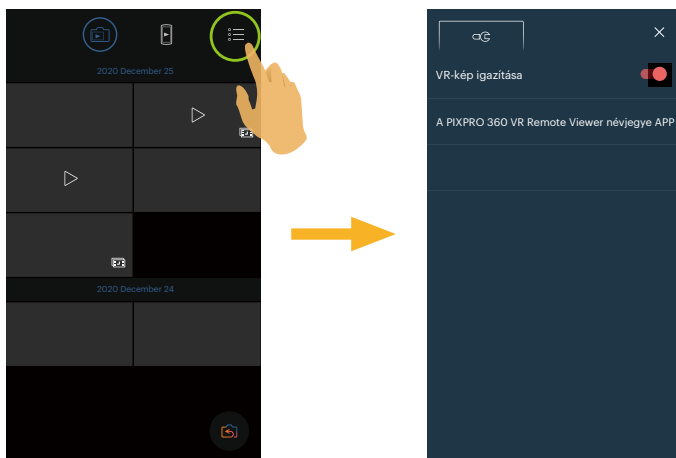 2020 December 25
2020 December 24
VR-kép igazítása
A PIXPRO 360 VR Remote Viewer névjegye APP